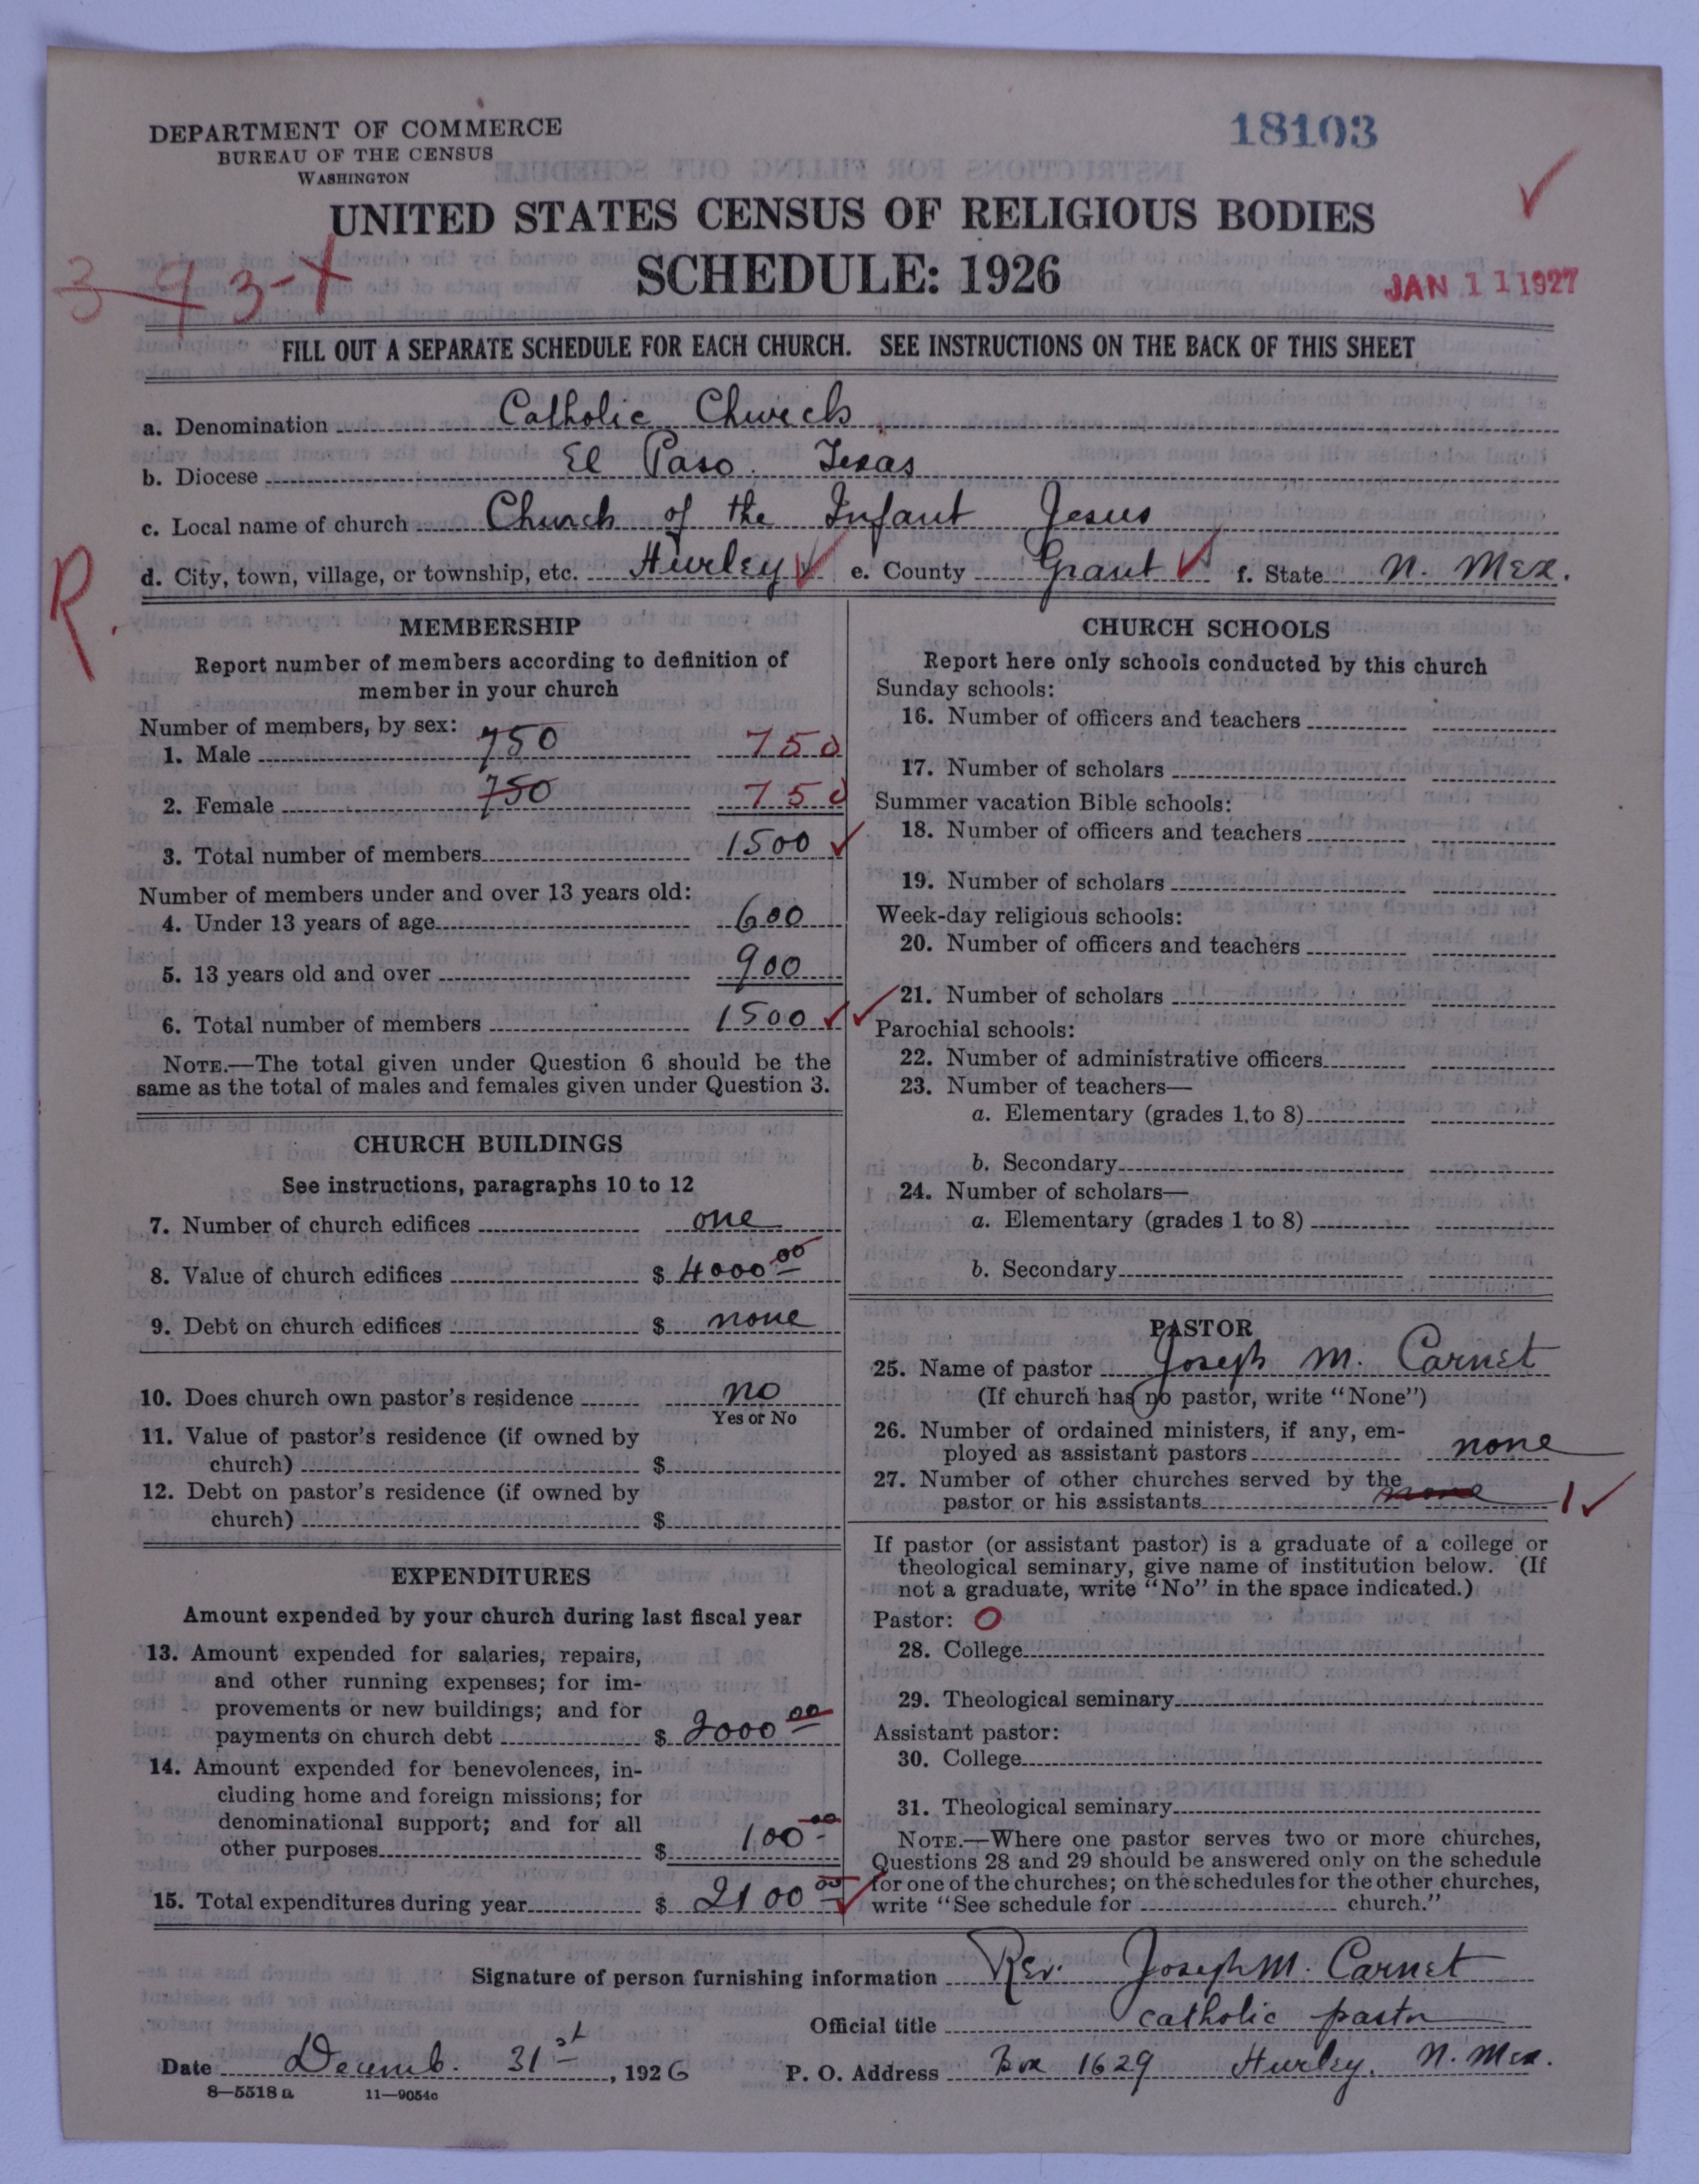 DEPARTMENT OF COMMERCE
BUREAU OF THE CENSUS
WASHINGTON
18103
UNITED STATES CENSUS OF RELIGIOUS BODIES
SCHEDULE: 1926
JAN 11 1927
FILL OUT A SEPARATE SCHEDULE FOR EACH CHURCH. SEE INSTRUCTIONS ON THE BACK OF THIS SHEET
a. Denomination Catholic Church
b. Diocese El Paso. Texas
c. Local name of church Church of the Infant Jesus
R.
d. City, town, village, or township, etc. Hurley e. County Grant f. State N. Mex.
MEMBERSHIP
Report number of members according to definition of
member in your church
Number of members, by sex:
1. Male 750 750
2. Female 750 750
3. Total number of members 1500
Number of members under and over 13 years old:
4. Under 13 years of age 600
5. 13 years old and over 900
6. Total number of members 1500
NOTE.—The total given under Question 6 should be the
same as the total of males and females given under Question 3.
CHURCH BUILDINGS
See instructions, paragraphs 10 to 12
7. Number of church edifices one
8. Value of church edifices $ 4000 00
9. Debt on church edifices $ none
10. Does church own pastor's residence no
Yes or No
11. Value of pastor's residence (if owned by
church) $
12. Debt on pastor's residence (if owned by
church) $
EXPENDITURES
Amount expended by your church during last fiscal year
13. Amount expended for salaries, repairs,
and other running expenses; for im-
provements or new buildings; and for
payments on church debt $ 2000 00
14. Amount expended for benevolences, in-
cluding home and foreign missions; for
denominational support; and for all
other purposes $ 100 00
15. Total expenditures during year $ 2100 00
CHURCH SCHOOLS
Report here only schools conducted by this church
Sunday schools:
16. Number of officers and teachers
17. Number of scholars
Summer vacation Bible schools:
18. Number of officers and teachers
19. Number of scholars
Week-day religious schools:
20. Number of officers and teachers
21. Number of scholars
Parochial schools:
22. Number of administrative officers
23. Number of teachers—
a. Elementary (grades 1 to 8)
b. Secondary
24. Number of scholars—
a. Elementary (grades 1 to 8)
b. Secondary
PASTOR
25. Name of pastor Joseph M. Carnet
(If church has no pastor, write "None")
26. Number of ordained ministers, if any, em-
ployed as assistant pastors none
27. Number of other churches served by the
pastor or his assistants none 1
If pastor (or assistant pastor) is a graduate of a college or
theological seminary, give name of institution below. (If
not a graduate, write "No" in the space indicated.)
Pastor: O
28. College
29. Theological seminary
Assistant pastor:
30. College
31. Theological seminary
NOTE.—Where one pastor serves two or more churches,
Questions 28 and 29 should be answered only on the schedule
for one of the churches; on the schedules for the other churches,
write "See schedule for church."
Signature of person furnishing information Rev. Joseph M. Carnet
Official title catholic pastor
Date Decemb. 31st, 1926 P. O. Address Box 1629 Hurley, N. Mex.
8—5518a 11—9054c